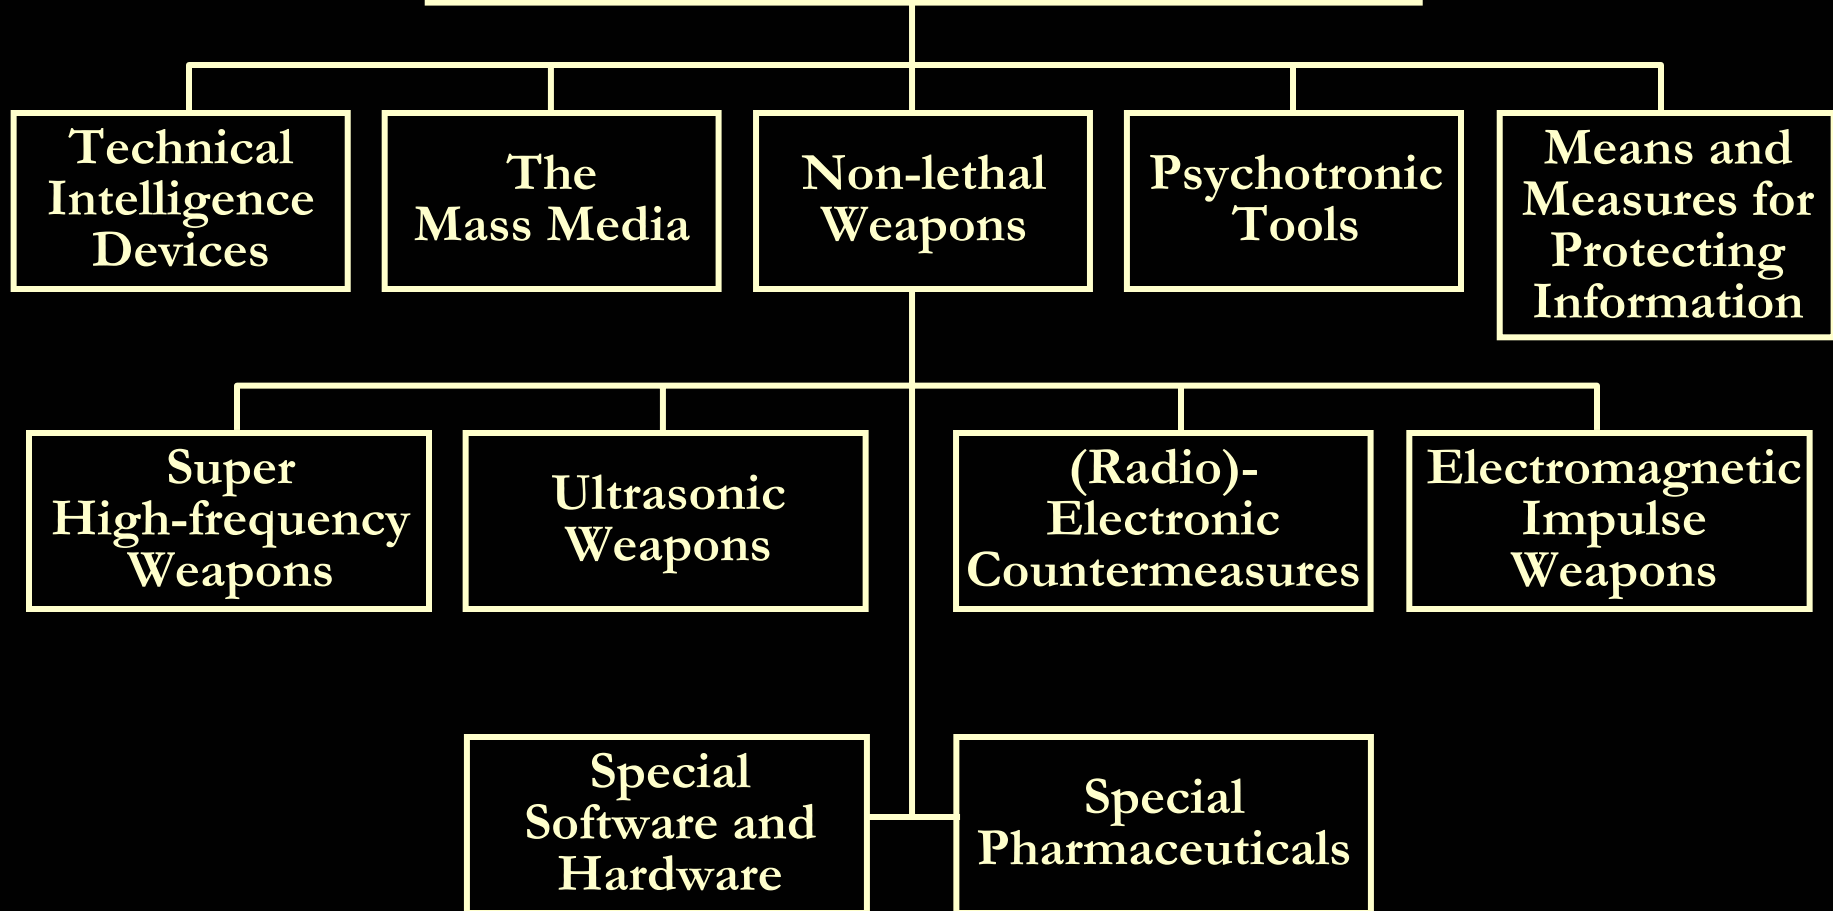 Technical
Intelligence
Devices
The
Mass Media
Non-lethal
Weapons
Psychotronic
Tools
Means and
Measures for
Protecting
Information
Super
High-frequency
Weapons
Ultrasonic
Weapons
(Radio)-
Electronic
Countermeasures
Electromagnetic
Impulse
Weapons
Special
Software and
Hardware
Special
Pharmaceuticals